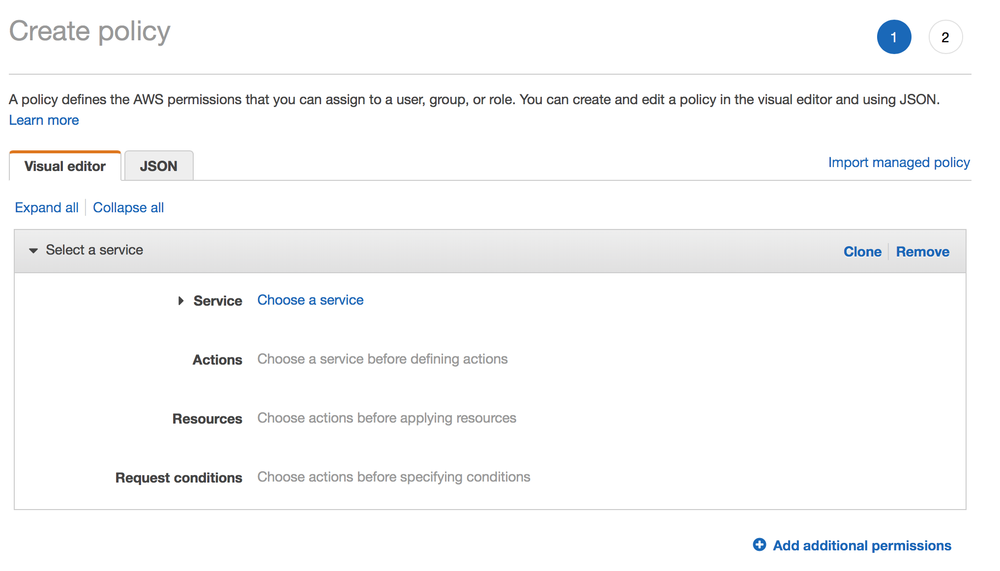 Create policy
1
2
A policy defines the AWS permissions that you can assign to a user, group, or role. You can create and edit a policy in the visual editor and using JSON.
Learn more
Visual editor
JSON
Import managed policy
Expand all
Collapse all
Select a service
Clone
Remove
Service
Choose a service
Actions
Choose a service before defining actions
Resources
Choose actions before applying resources
Request conditions
Choose actions before specifying conditions
Add additional permissions